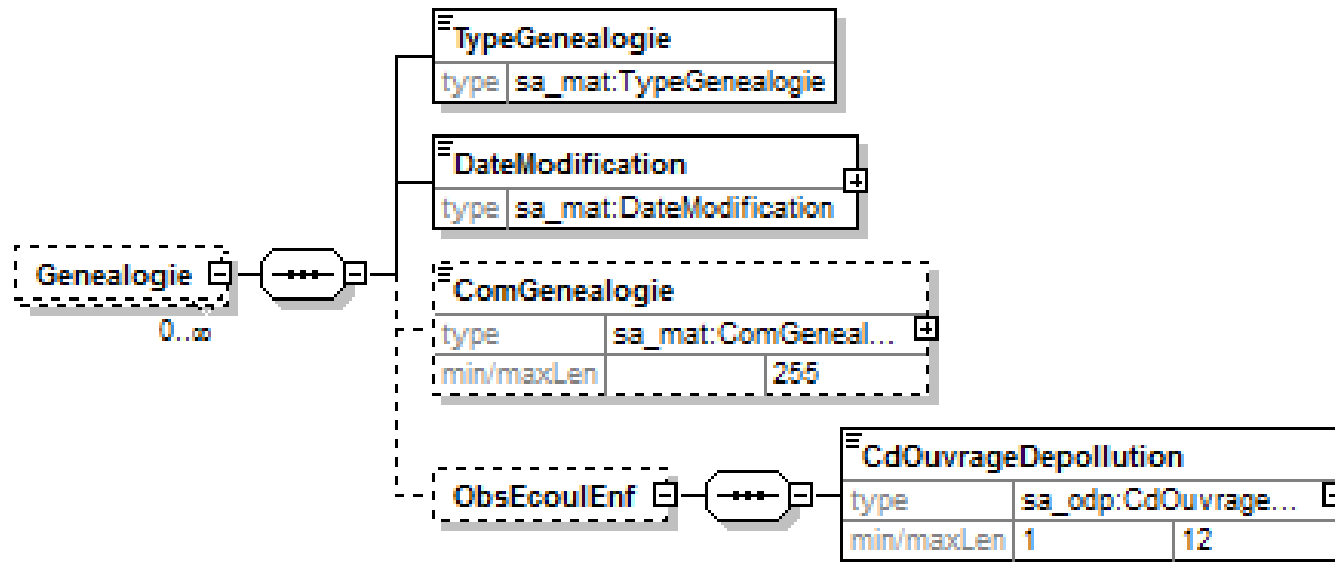 TypeGenealogie
type sa_mat:TypeGenealogie
DateModification
type sa_mat:DateModification
Genealogie
0..∞
ComGenealogie
type sa_mat:ComGeneal...
min/maxLen 255
ObsEcoulEnf
CdOuvrageDepollution
type sa_odp:CdOuvrage...
min/maxLen 1 12